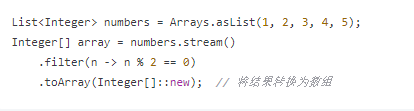 List<Integer> numbers = Arrays.asList(1, 2, 3, 4, 5);
Integer[] array = numbers.stream()
    .filter(n -> n % 2 == 0)
    .toArray(Integer[]::new);  // 将结果转换为数组